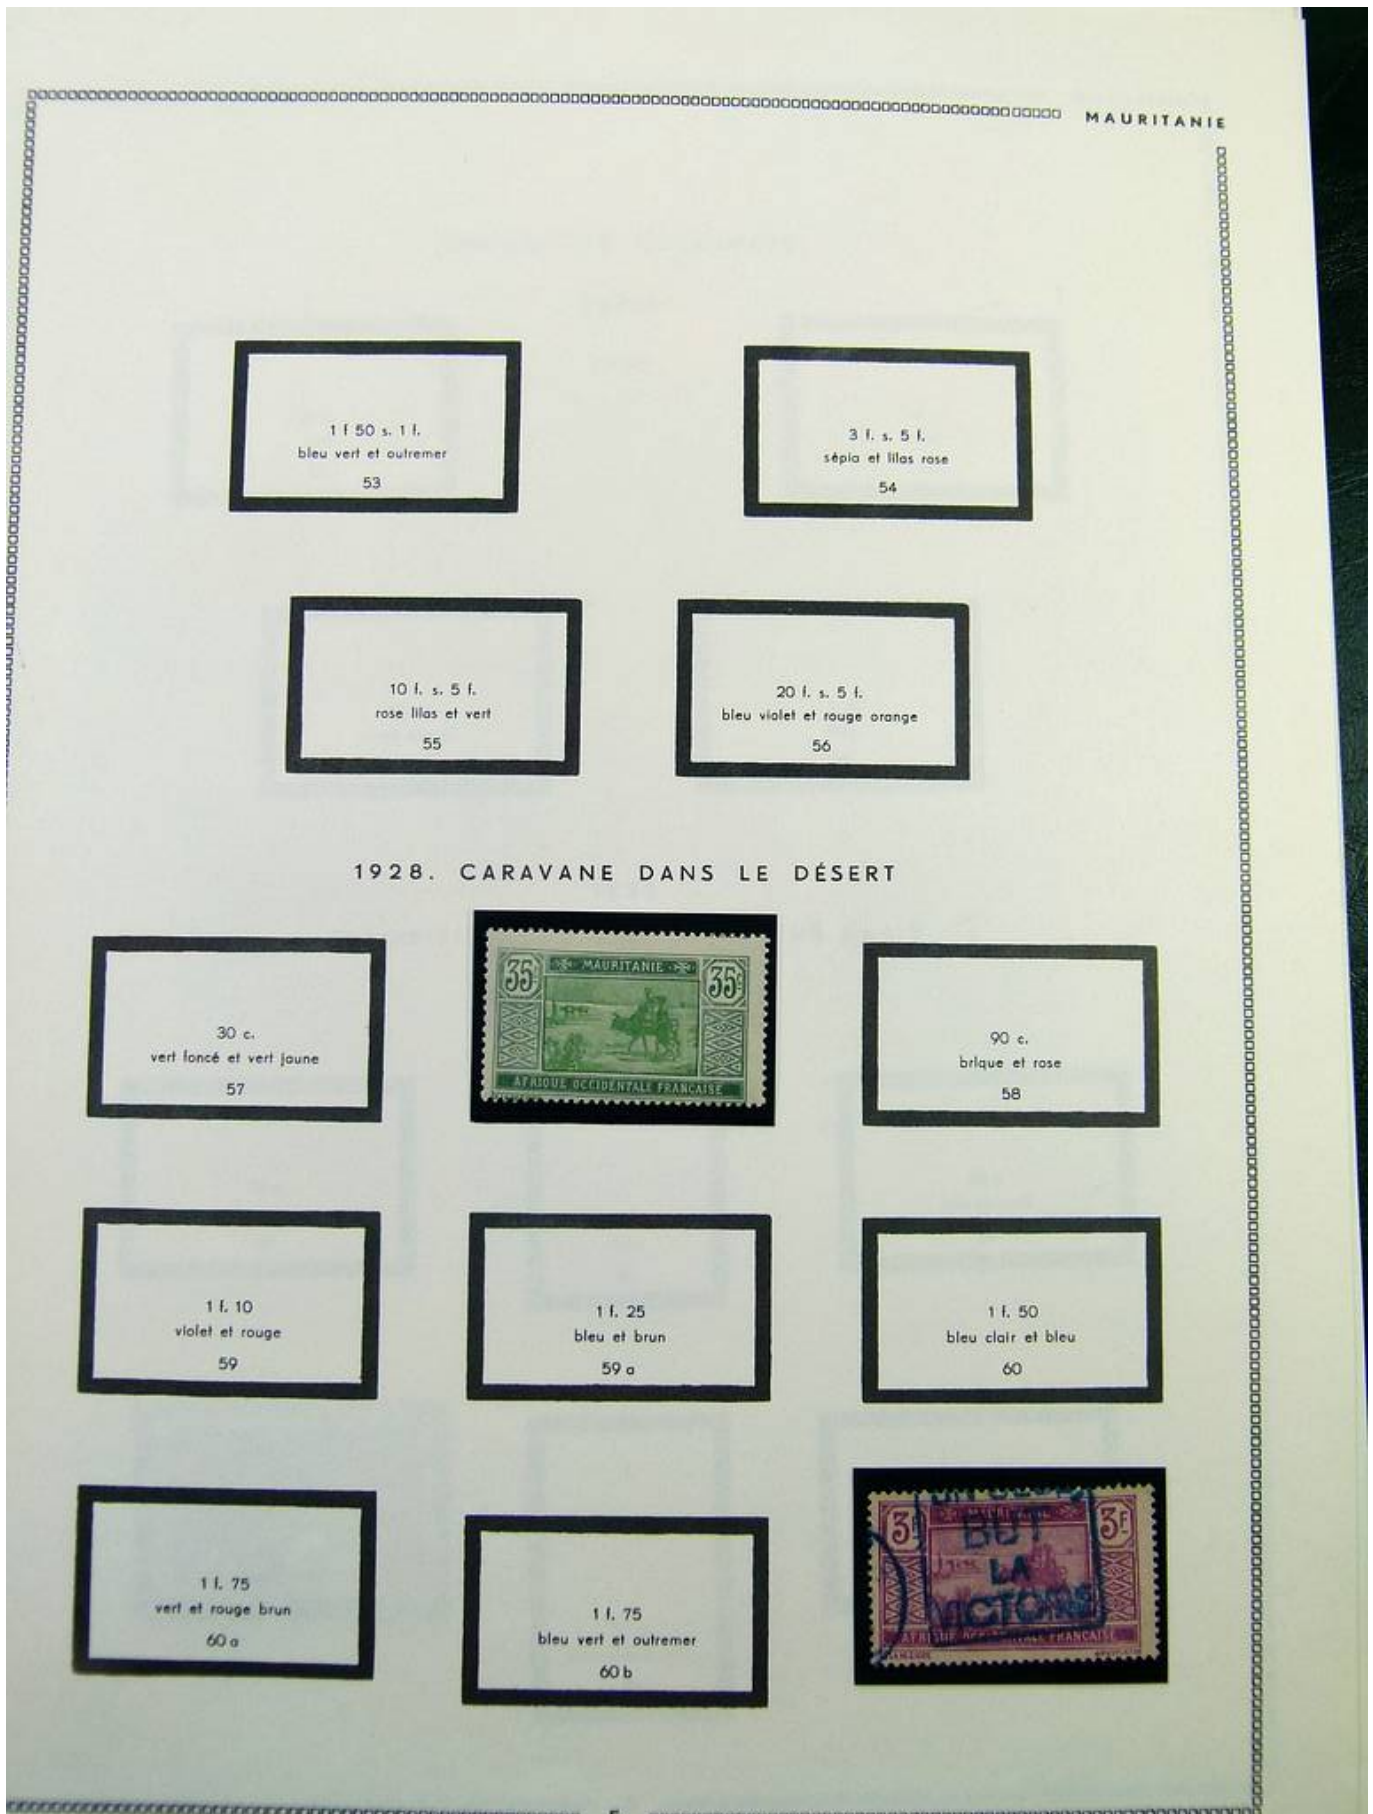 MAURITANIE
1 f 50 s. 1 f.
bleu vert et outremer
53
3 f. s. 5 f.
sépia et lilas rose
54
10 f. s. 5 f.
rose lilas et vert
55
20 f. s. 5 f.
bleu violet et rouge orange
56
1928. CARAVANE DANS LE DÉSERT
30 c.
vert foncé et vert jaune
57
35c 35c
MAURITANIE
AFRIQUE OCCIDENTALE FRANÇAISE
90 c.
brique et rose
58
1 f. 10
violet et rouge
59
1 f. 25
bleu et brun
59 a
1 f. 50
bleu clair et bleu
60
1 f. 75
vert et rouge brun
60 a
1 f. 75
bleu vert et outremer
60 b
3F 3F
MAURITANIE
BUT
LA
VICTOIRE
AFRIQUE OCCIDENTALE FRANÇAISE